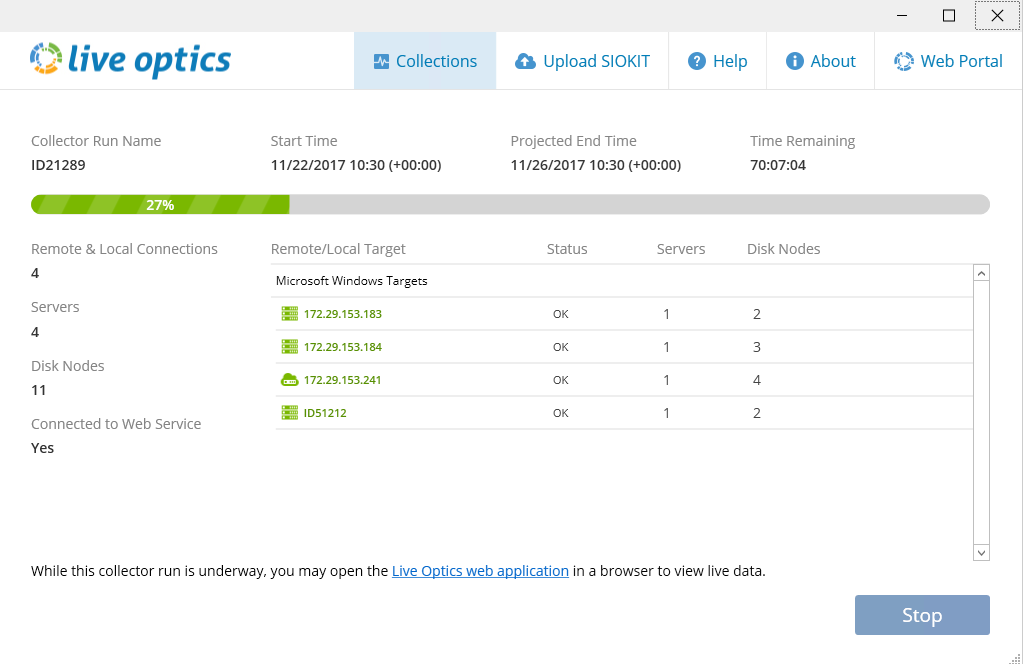 live optics
Collections
Upload SIOKIT
Help
About
Web Portal
Collector Run Name
ID21289
Start Time
11/22/2017 10:30 (+00:00)
Projected End Time
11/26/2017 10:30 (+00:00)
Time Remaining
70:07:04
27%
Remote & Local Connections
4
Servers
4
Disk Nodes
11
Connected to Web Service
Yes
Remote/Local Target Status Servers Disk Nodes
Microsoft Windows Targets
172.29.153.183 OK 1 2
172.29.153.184 OK 1 3
172.29.153.241 OK 1 4
ID51212 OK 1 2
While this collector run is underway, you may open the Live Optics web application in a browser to view live data.
Stop